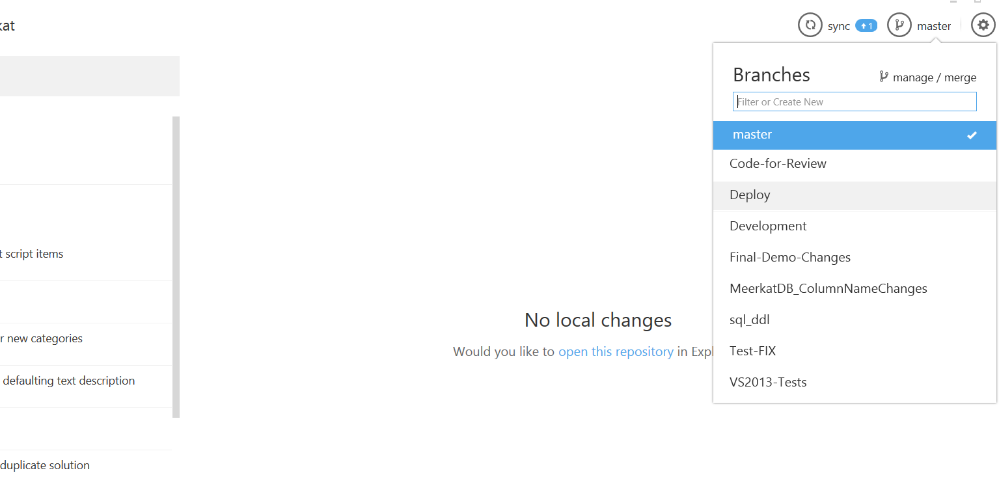 kat
sync 1 master
Branches
manage / merge
Filter or Create New
master
Code-for-Review
Deploy
Development
Final-Demo-Changes
MeerkatDB_ColumnNameChanges
sql_ddl
Test-FIX
VS2013-Tests
t script items
r new categories
defaulting text description
duplicate solution
No local changes
Would you like to open this repository in Expl